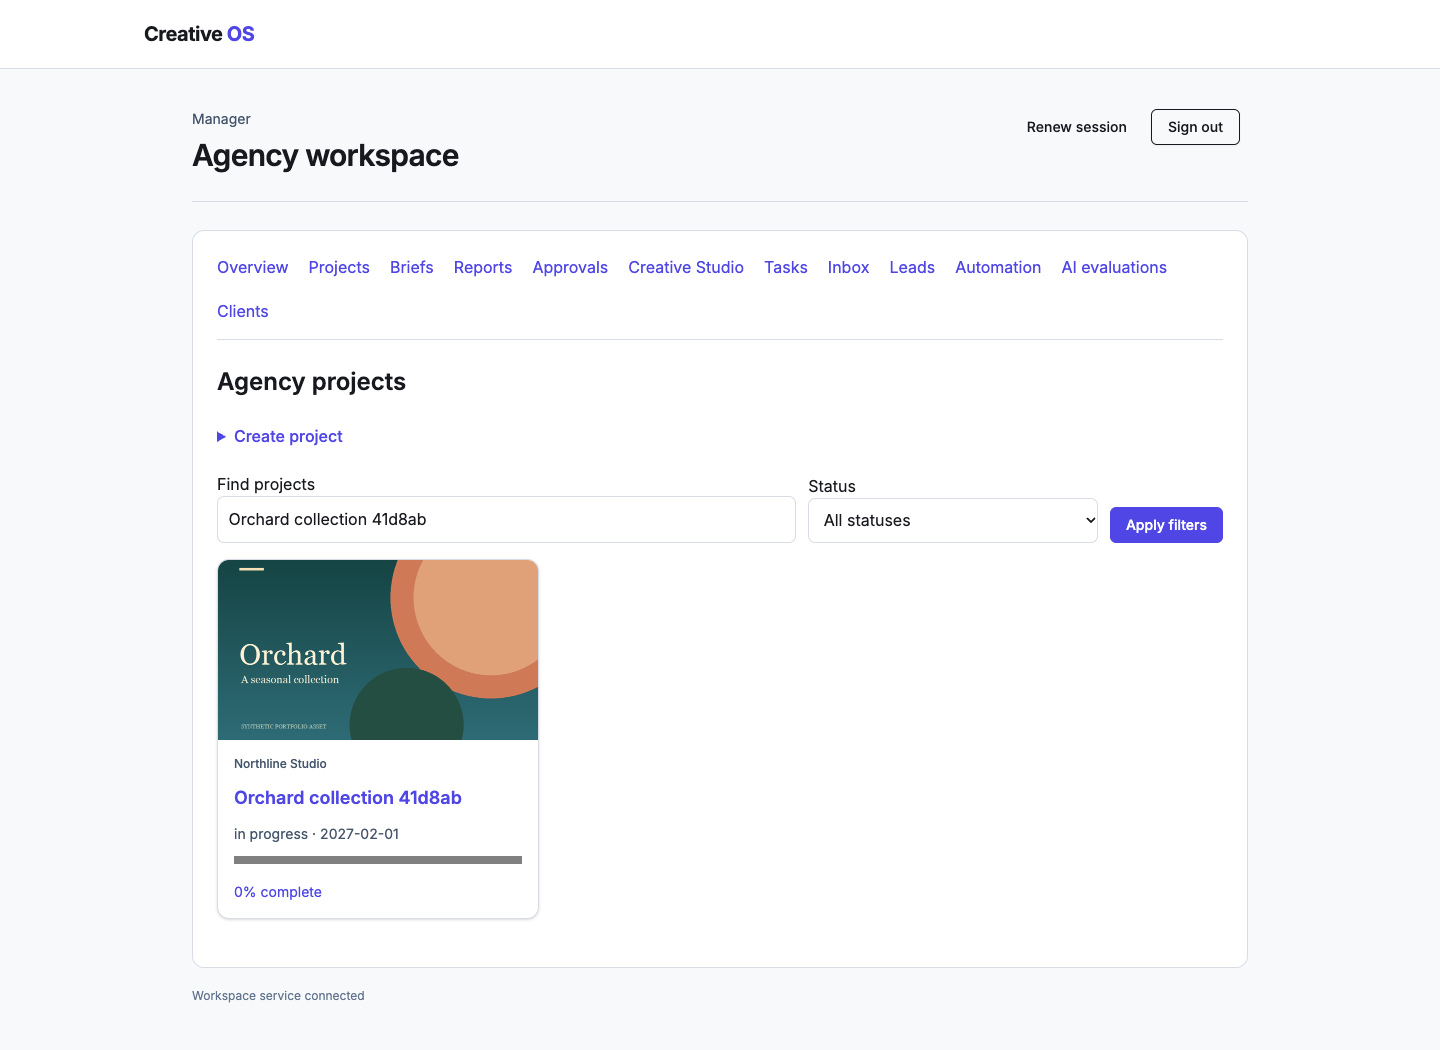 Creative OS
Manager
Agency workspace
Renew session
Sign out
Overview Projects Briefs Reports Approvals Creative Studio Tasks Inbox Leads Automation AI evaluations
Clients
Agency projects
Create project
Find projects
Orchard collection 41d8ab
Status
All statuses
Apply filters
Orchard
A seasonal collection
SYNTHETIC PORTFOLIO ASSET
Northline Studio
Orchard collection 41d8ab
in progress · 2027-02-01
0% complete
Workspace service connected